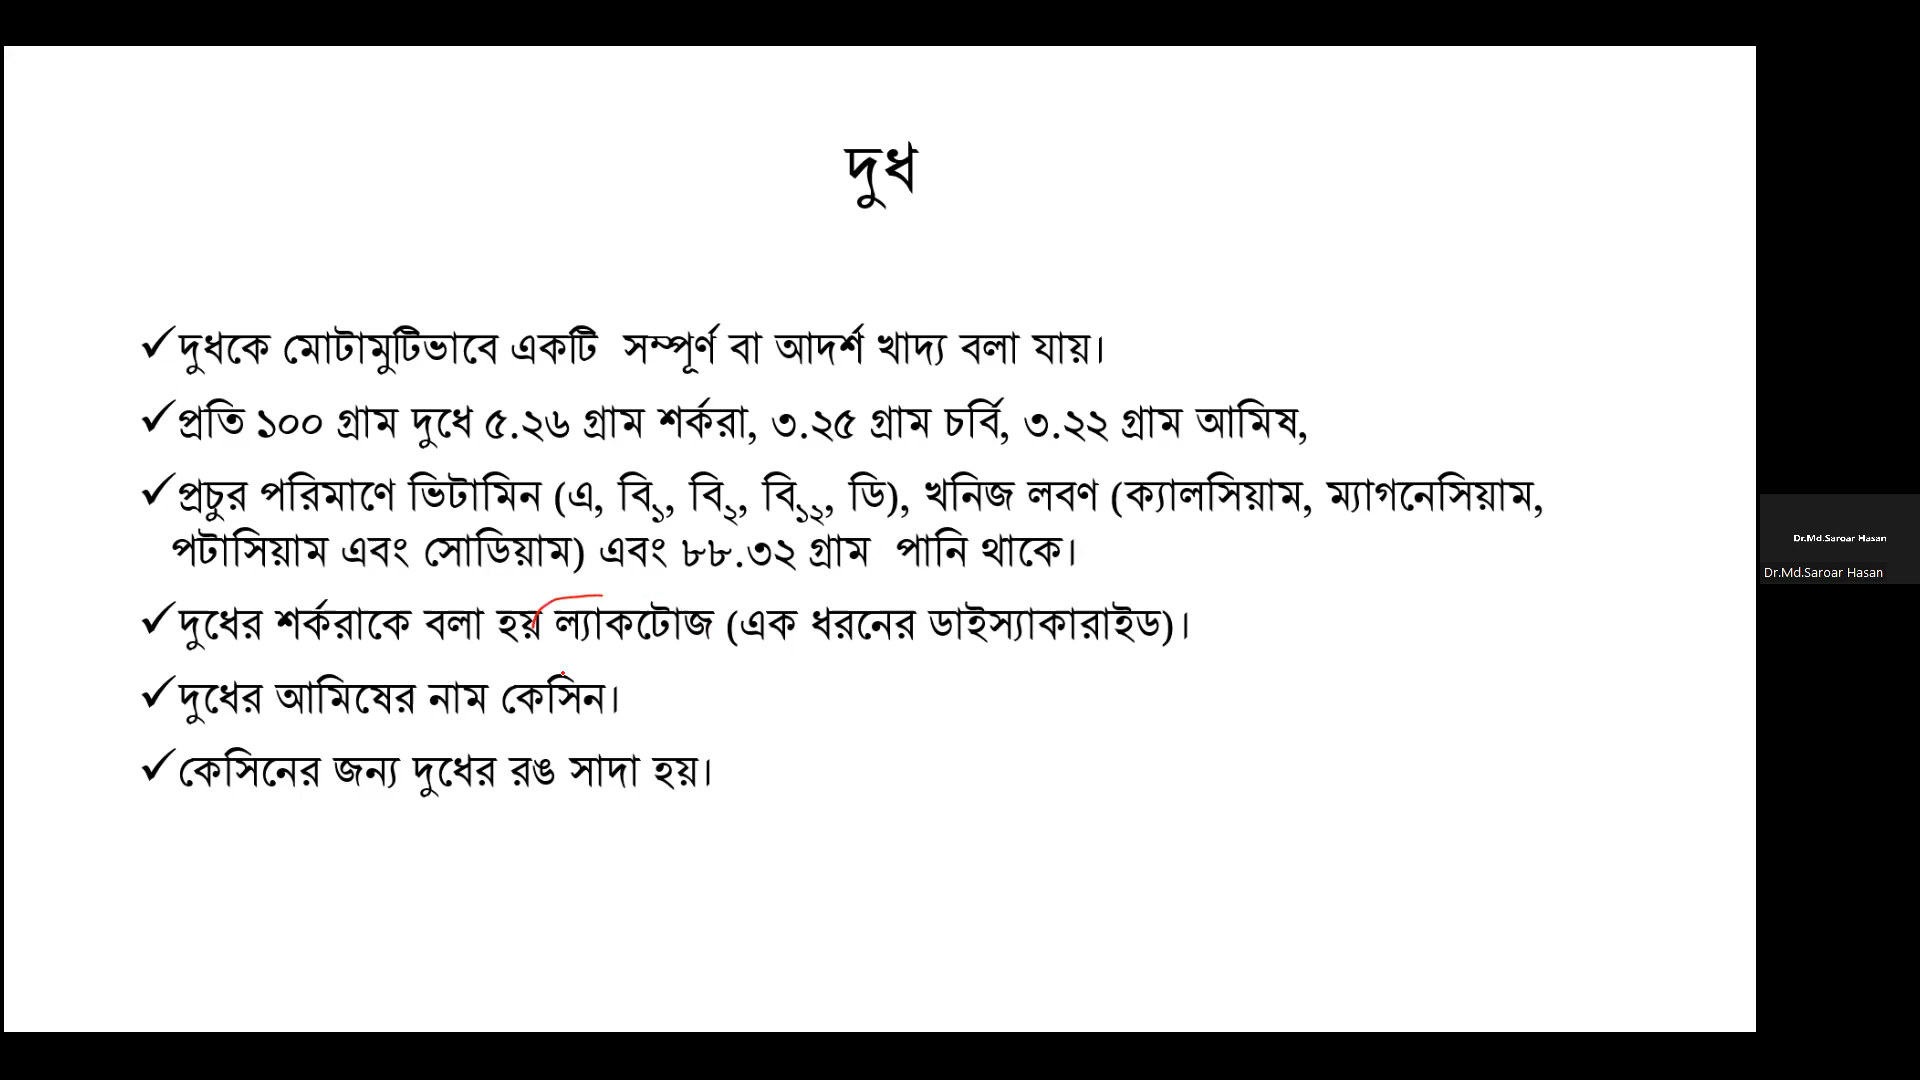 দুধ
✓দুধকে মোটামুটিভাবে একটি সম্পূর্ণ বা আদর্শ খাদ্য বলা যায়।
✓প্রতি ১০০ গ্রাম দুধে ৫.২৬ গ্রাম শর্করা, ৩.২৫ গ্রাম চর্বি, ৩.২২ গ্রাম আমিষ,
✓প্রচুর পরিমাণে ভিটামিন (এ, বি১, বি২, বি১২, ডি), খনিজ লবণ (ক্যালসিয়াম, ম্যাগনেসিয়াম,
পটাসিয়াম এবং সোডিয়াম) এবং ৮৮.৩২ গ্রাম পানি থাকে।
✓দুধের শর্করাকে বলা হয় ল্যাকটোজ (এক ধরনের ডাইস্যাকারাইড)।
✓দুধের আমিষের নাম কেসিন।
✓কেসিনের জন্য দুধের রঙ সাদা হয়।
Dr.Md.Saroar Hasan
Dr.Md.Saroar Hasan